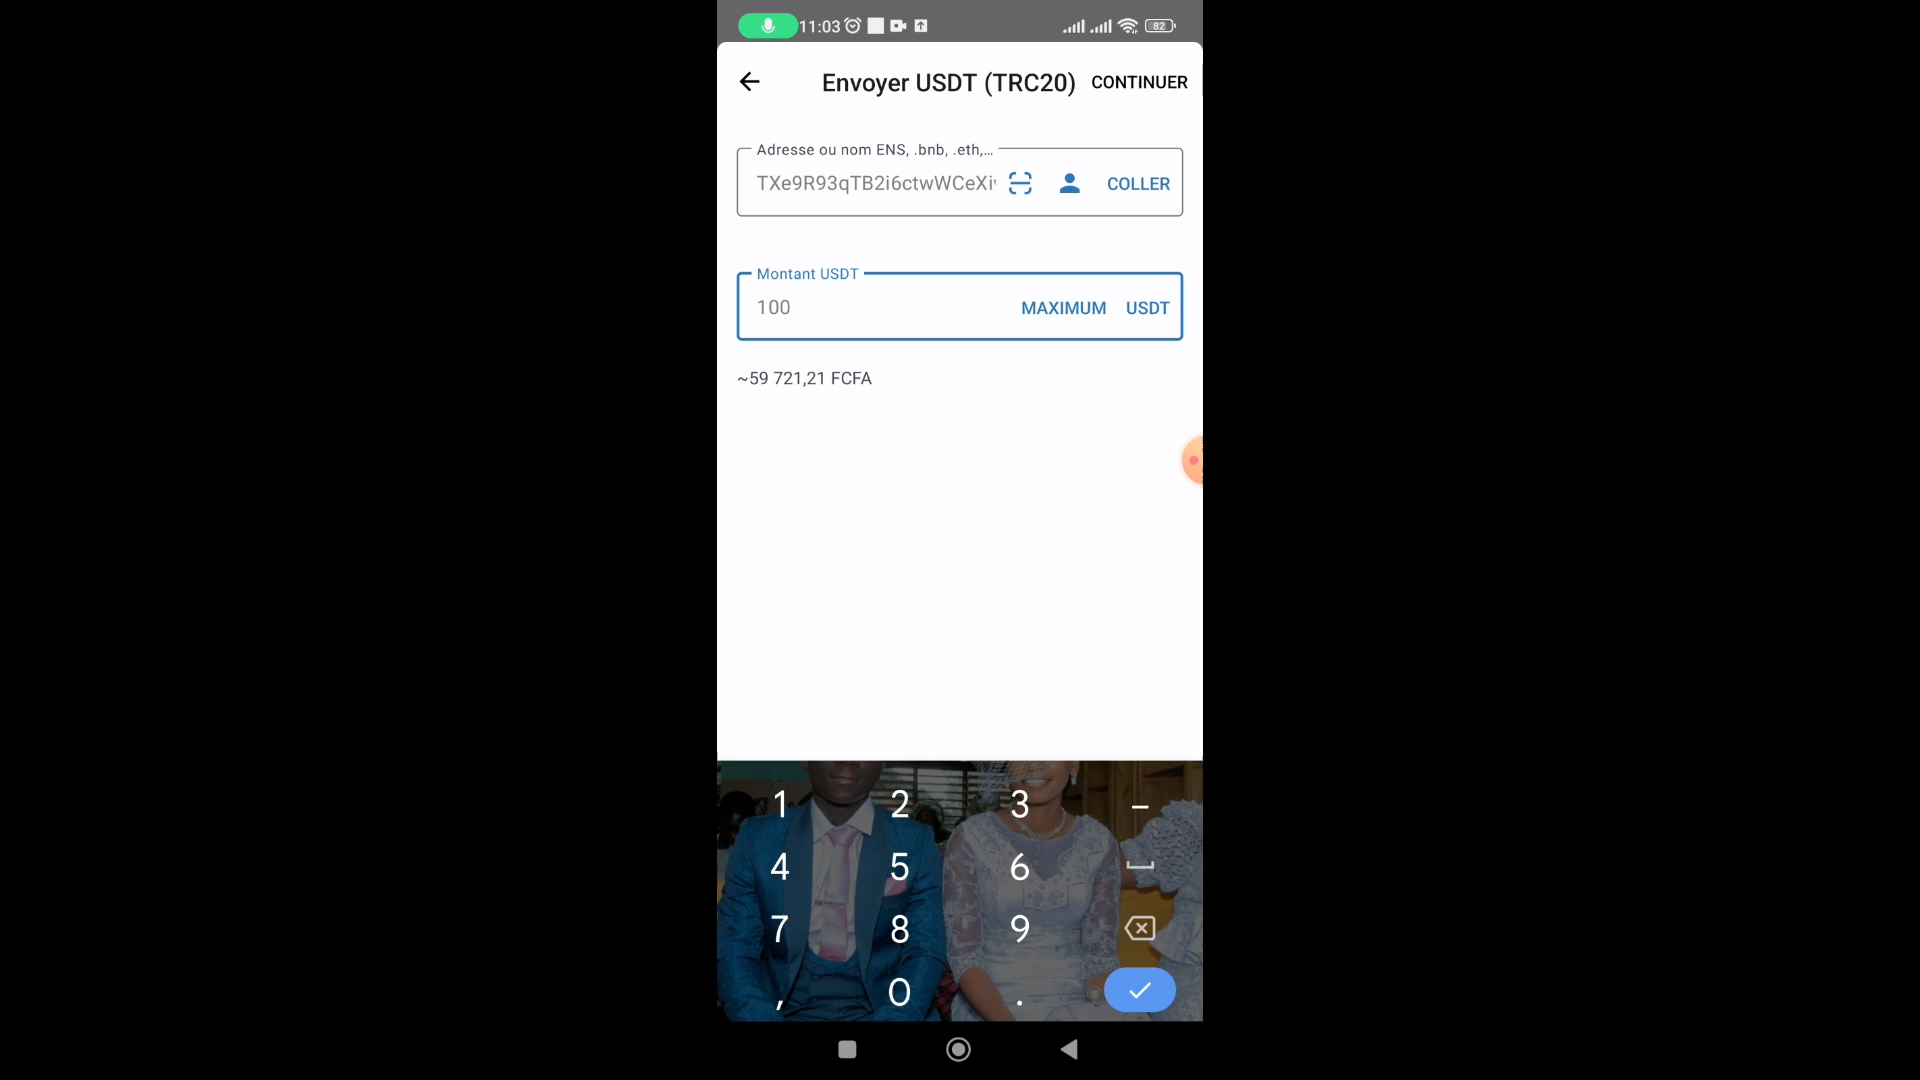 11:03
82
Envoyer USDT (TRC20)
CONTINUER
Adresse ou nom ENS, .bnb, .eth,...
TXe9R93qTB2i6ctwWCeXi
COLLER
Montant USDT
100
MAXIMUM
USDT
~59 721,21 FCFA
1 2 3 –
4 5 6
7 8 9
, 0 .